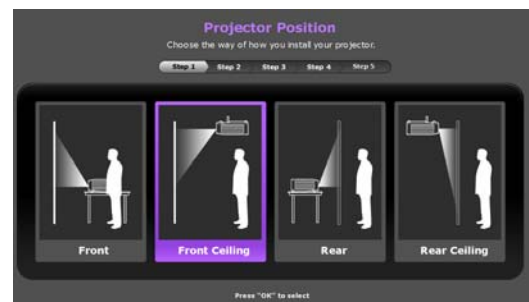 Projector Position
Choose the way of how you install your projector.
Step 1 Step 2 Step 3 Step 4 Step 5
Front Front Ceiling Rear Rear Ceiling
Press "OK" to select